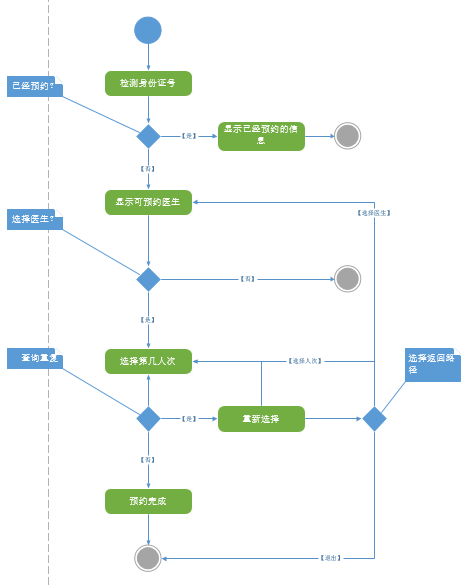 检测身份证号
已经预约？
【是】
显示已经预约的信
息
【否】
显示可预约医生
【选择医生】
选择医生？
【否】
【是】
查询重复
选择第几人次
【选择人次】
选择返回路
径
【是】
重新选择
【否】
预约完成
【退出】